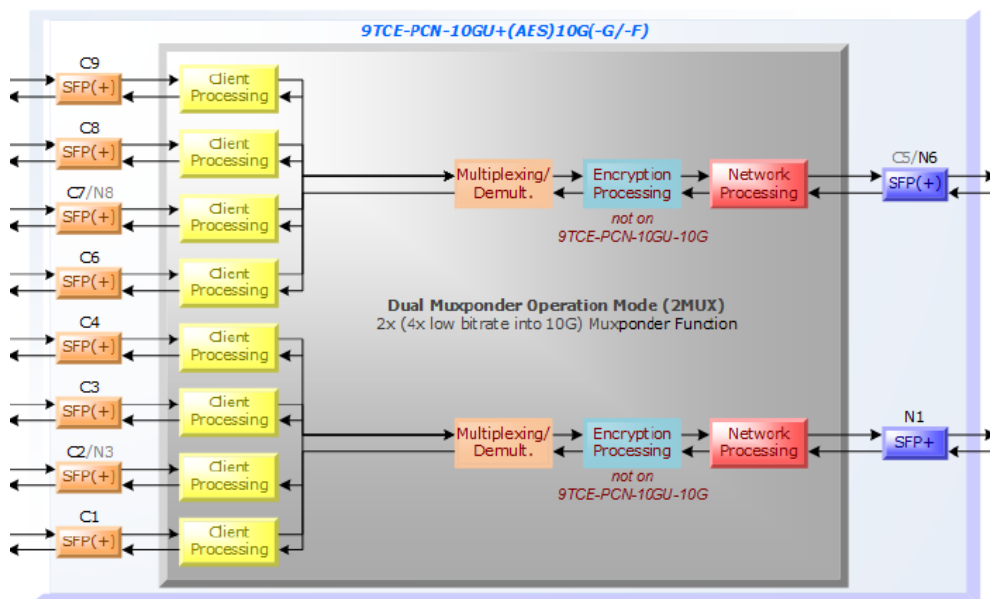 9TCE-PCN-10GU+(AES)10G(-G/-F)
C9
SFP(+)
Client
Processing
C8
SFP(+)
Client
Processing
C7/N8
SFP(+)
Client
Processing
C6
SFP(+)
Client
Processing
Multiplexing/
Demult.
Encryption
Processing
not on
9TCE-PCN-10GU-10G
Network
Processing
C5/N6
SFP(+)
Dual Muxponder Operation Mode (2MUX)
2x (4x low bitrate into 10G) Muxponder Function
C4
SFP(+)
Client
Processing
C3
SFP(+)
Client
Processing
C2/N3
SFP(+)
Client
Processing
C1
SFP(+)
Client
Processing
Multiplexing/
Demult.
Encryption
Processing
not on
9TCE-PCN-10GU-10G
Network
Processing
N1
SFP+